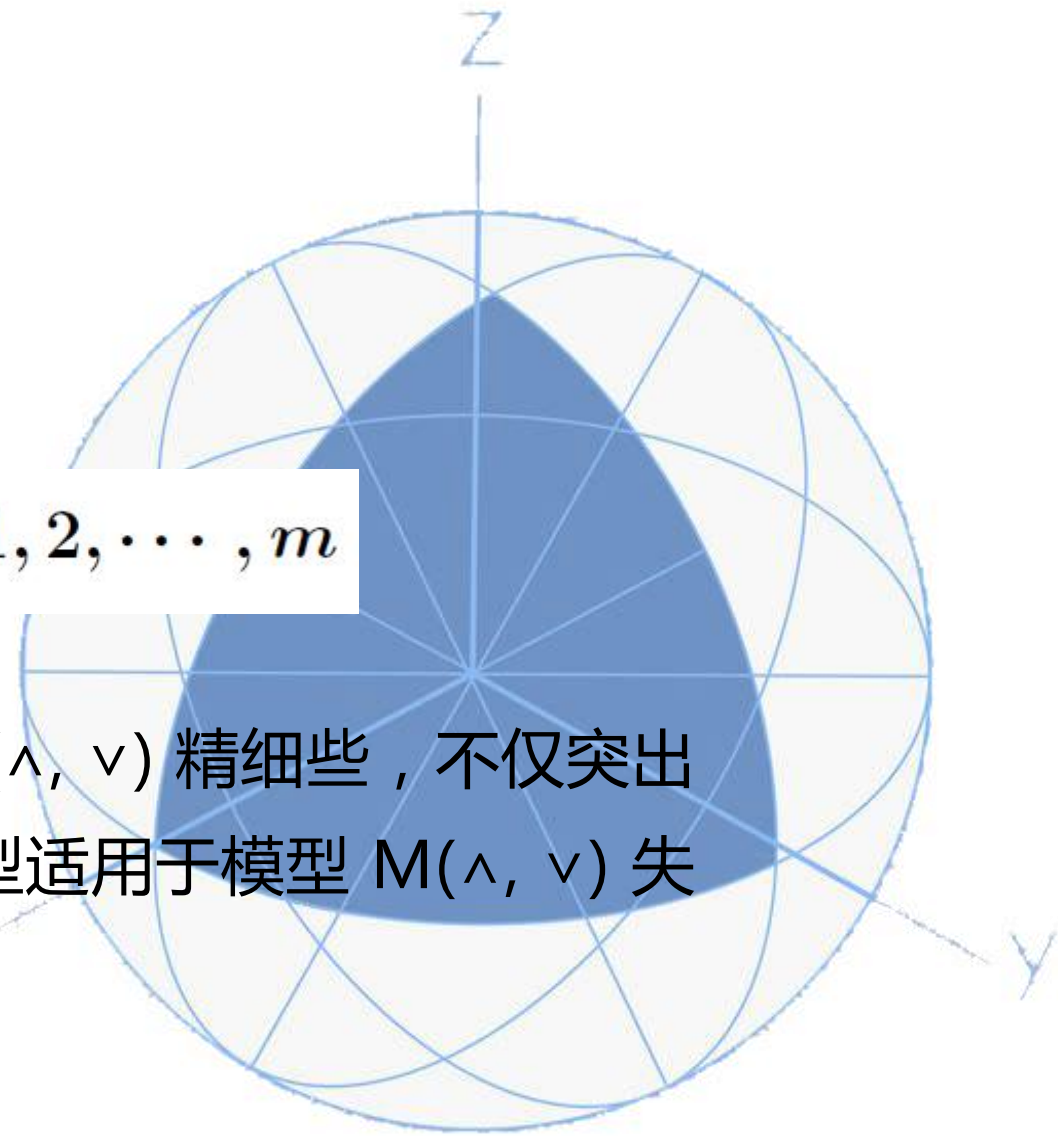 Z
, 2, · · · , m
(∧, ∨) 精细些，不仅突出
型适用于模型 M(∧, ∨) 失
Y